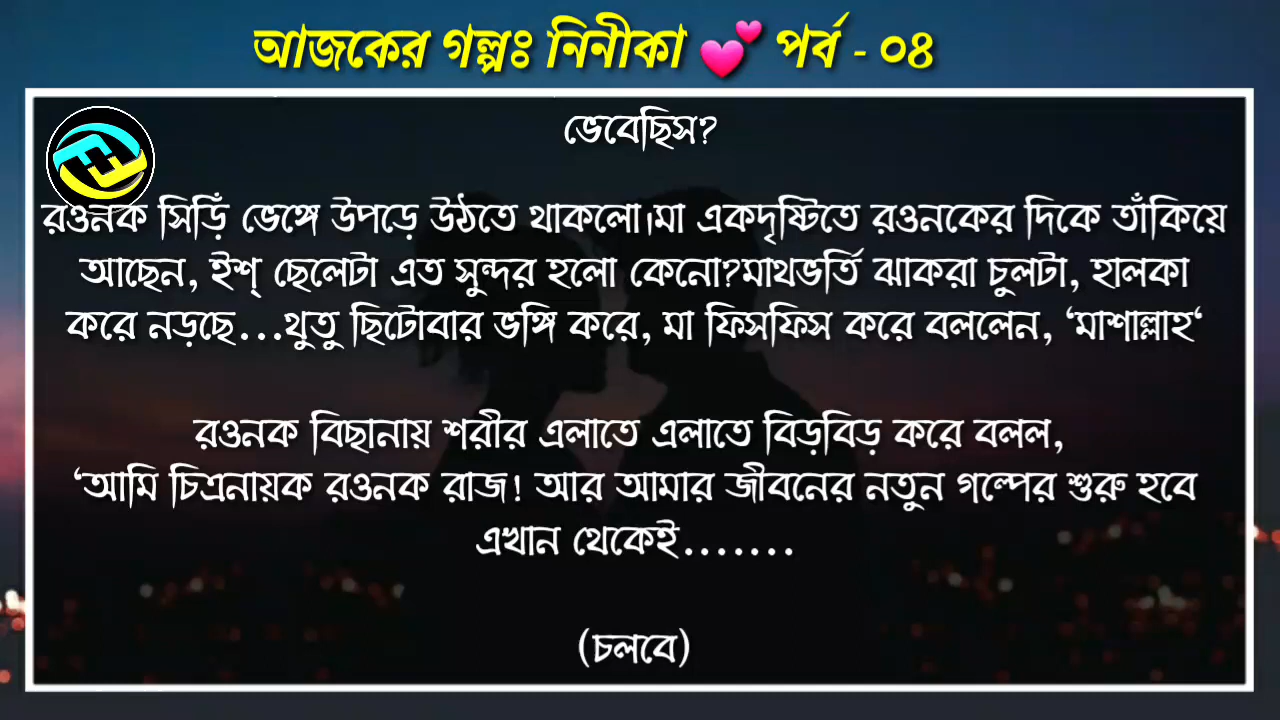 আজকের গল্পঃ নিনীকা 💕 পর্ব - ০৪
ভেবেছিস?
রওনক সিড়িঁ ভেঙ্গে উপড়ে উঠতে থাকলো।মা একদৃষ্টিতে রওনকের দিকে তাঁকিয়ে
আছেন, ইশ্ ছেলেটা এত সুন্দর হলো কেনো?মাথভর্তি ঝাকরা চুলটা, হালকা
করে নড়ছে...থুতু ছিটোবার ভঙ্গি করে, মা ফিসফিস করে বললেন, ‘মাশাল্লাহ‘
রওনক বিছানায় শরীর এলাতে এলাতে বিড়বিড় করে বলল,
‘আমি চিত্রনায়ক রওনক রাজ! আর আমার জীবনের নতুন গল্পের শুরু হবে
এখান থেকেই.......
(চলবে)